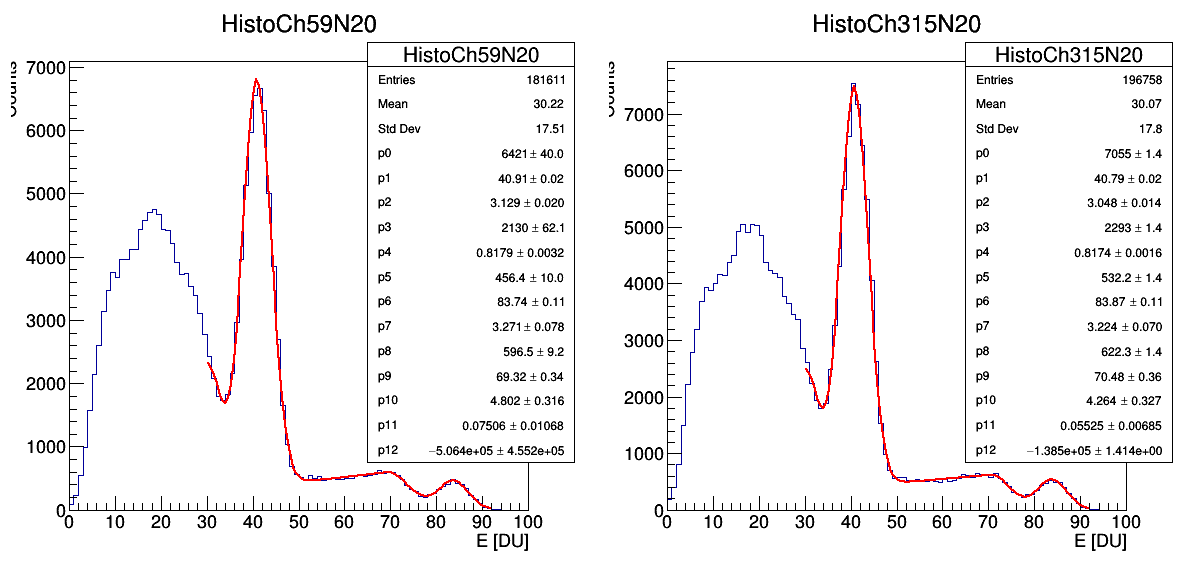 HistoCh59N20
HistoCh59N20
Entries 181611
Mean 30.22
Std Dev 17.51
p0 6421 ± 40.0
p1 40.91 ± 0.02
p2 3.129 ± 0.020
p3 2130 ± 62.1
p4 0.8179 ± 0.0032
p5 456.4 ± 10.0
p6 83.74 ± 0.11
p7 3.271 ± 0.078
p8 596.5 ± 9.2
p9 69.32 ± 0.34
p10 4.802 ± 0.316
p11 0.07506 ± 0.01068
p12 −5.064e+05 ± 4.552e+05
Counts
7000
6000
5000
4000
3000
2000
1000
0
0 10 20 30 40 50 60 70 80 90 100
E [DU]
HistoCh315N20
HistoCh315N20
Entries 196758
Mean 30.07
Std Dev 17.8
p0 7055 ± 1.4
p1 40.79 ± 0.02
p2 3.048 ± 0.014
p3 2293 ± 1.4
p4 0.8174 ± 0.0016
p5 532.2 ± 1.4
p6 83.87 ± 0.11
p7 3.224 ± 0.070
p8 622.3 ± 1.4
p9 70.48 ± 0.36
p10 4.264 ± 0.327
p11 0.05525 ± 0.00685
p12 −1.385e+05 ± 1.414e+00
Counts
7000
6000
5000
4000
3000
2000
1000
0
0 10 20 30 40 50 60 70 80 90 100
E [DU]